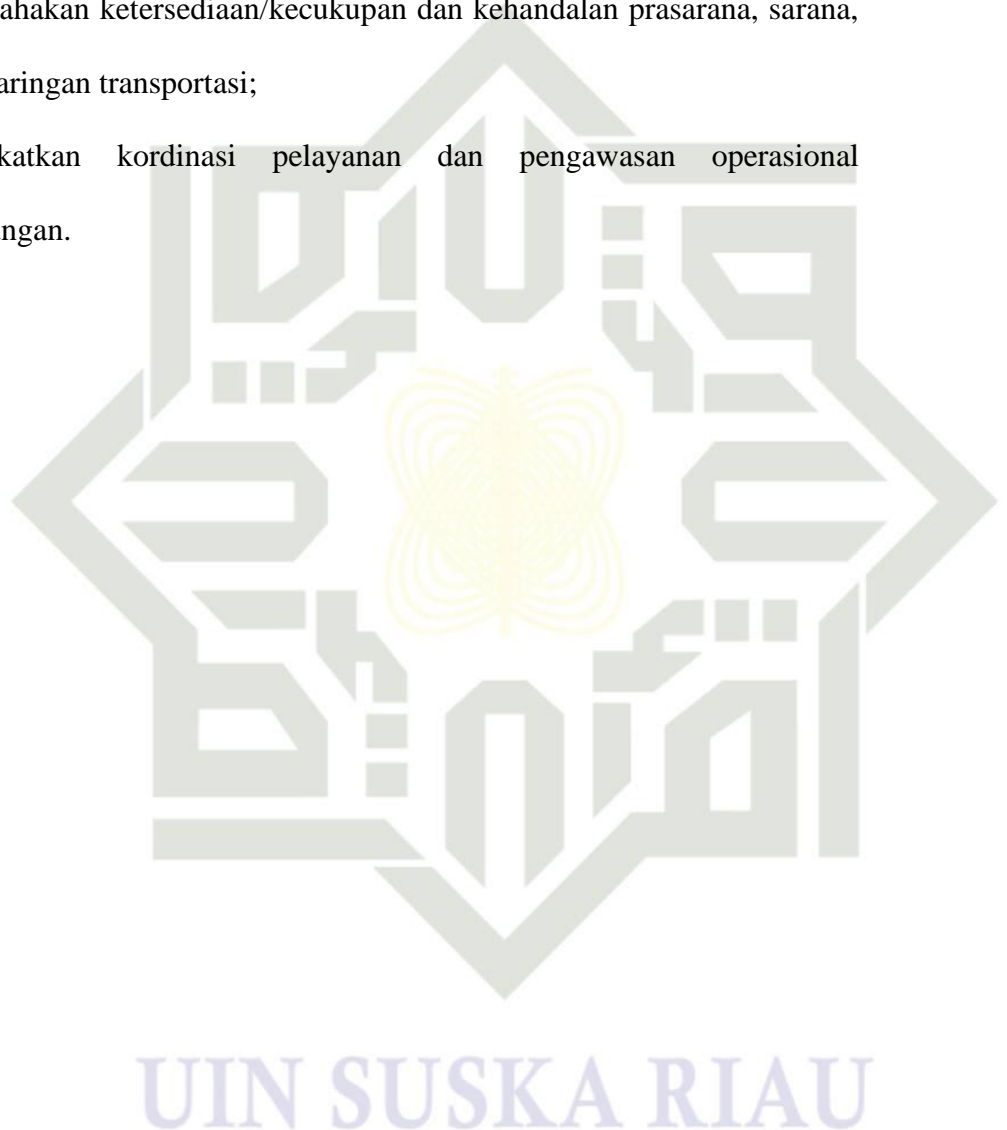 ahakan ketersediaan/kecukupan dan kehandalan prasarana, sarana,
aringan transportasi;
katkan kordinasi pelayanan dan pengawasan operasional
ngan.
UIN SUSKA RIAU